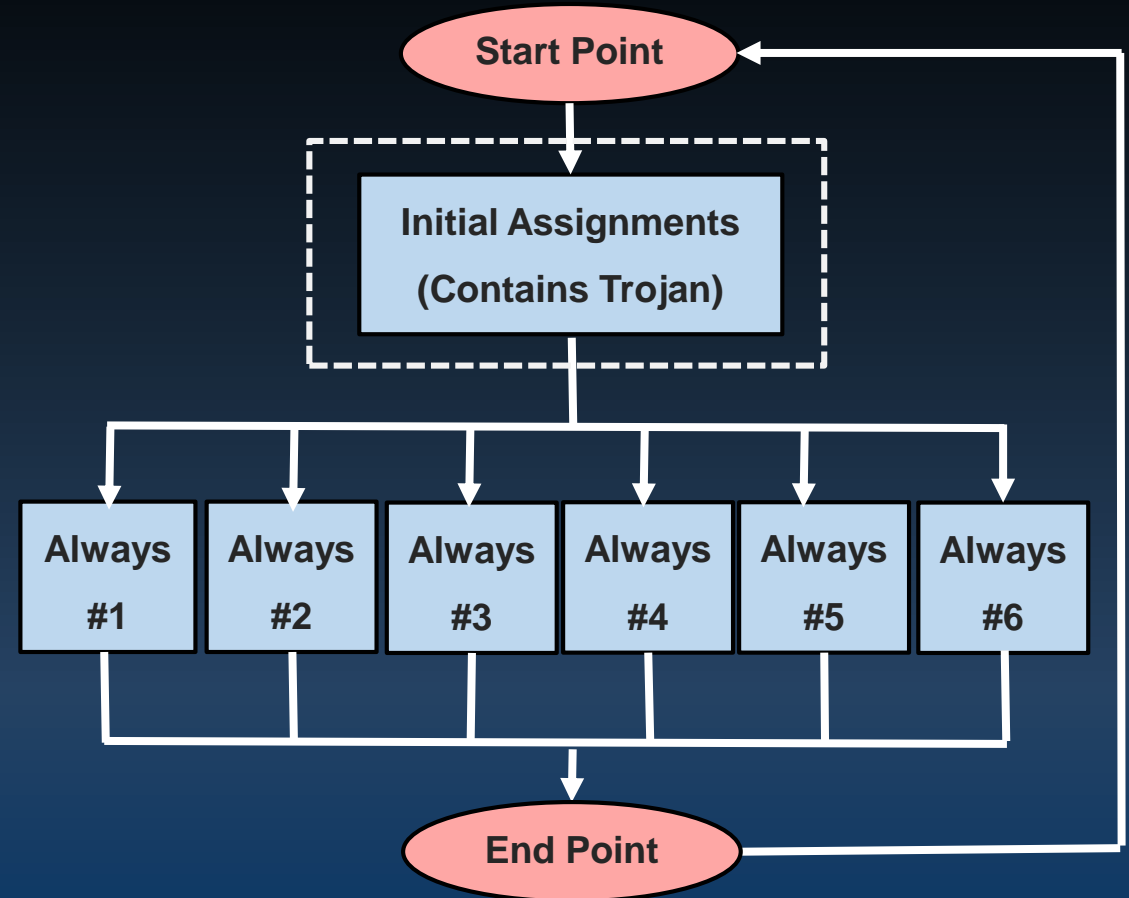 Start Point
Initial Assignments
(Contains Trojan)
Always
#1
Always
#2
Always
#3
Always
#4
Always
#5
Always
#6
End Point